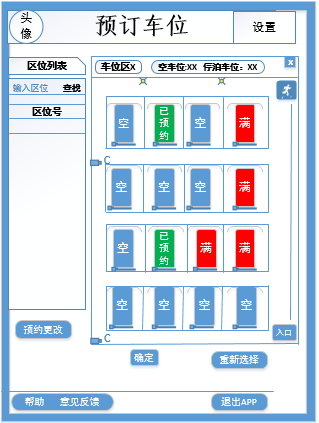 头像 预订车位 设置
区位列表 车位区X 空车位:XX 行泊车位：XX x
输入区位 查找
区位号
空 已预约 空 满
C
空 空 空 满
空 已预约 满 满
空 空 空 空
预约更改 入口
C
确定 重新选择
帮助 意见反馈 退出APP